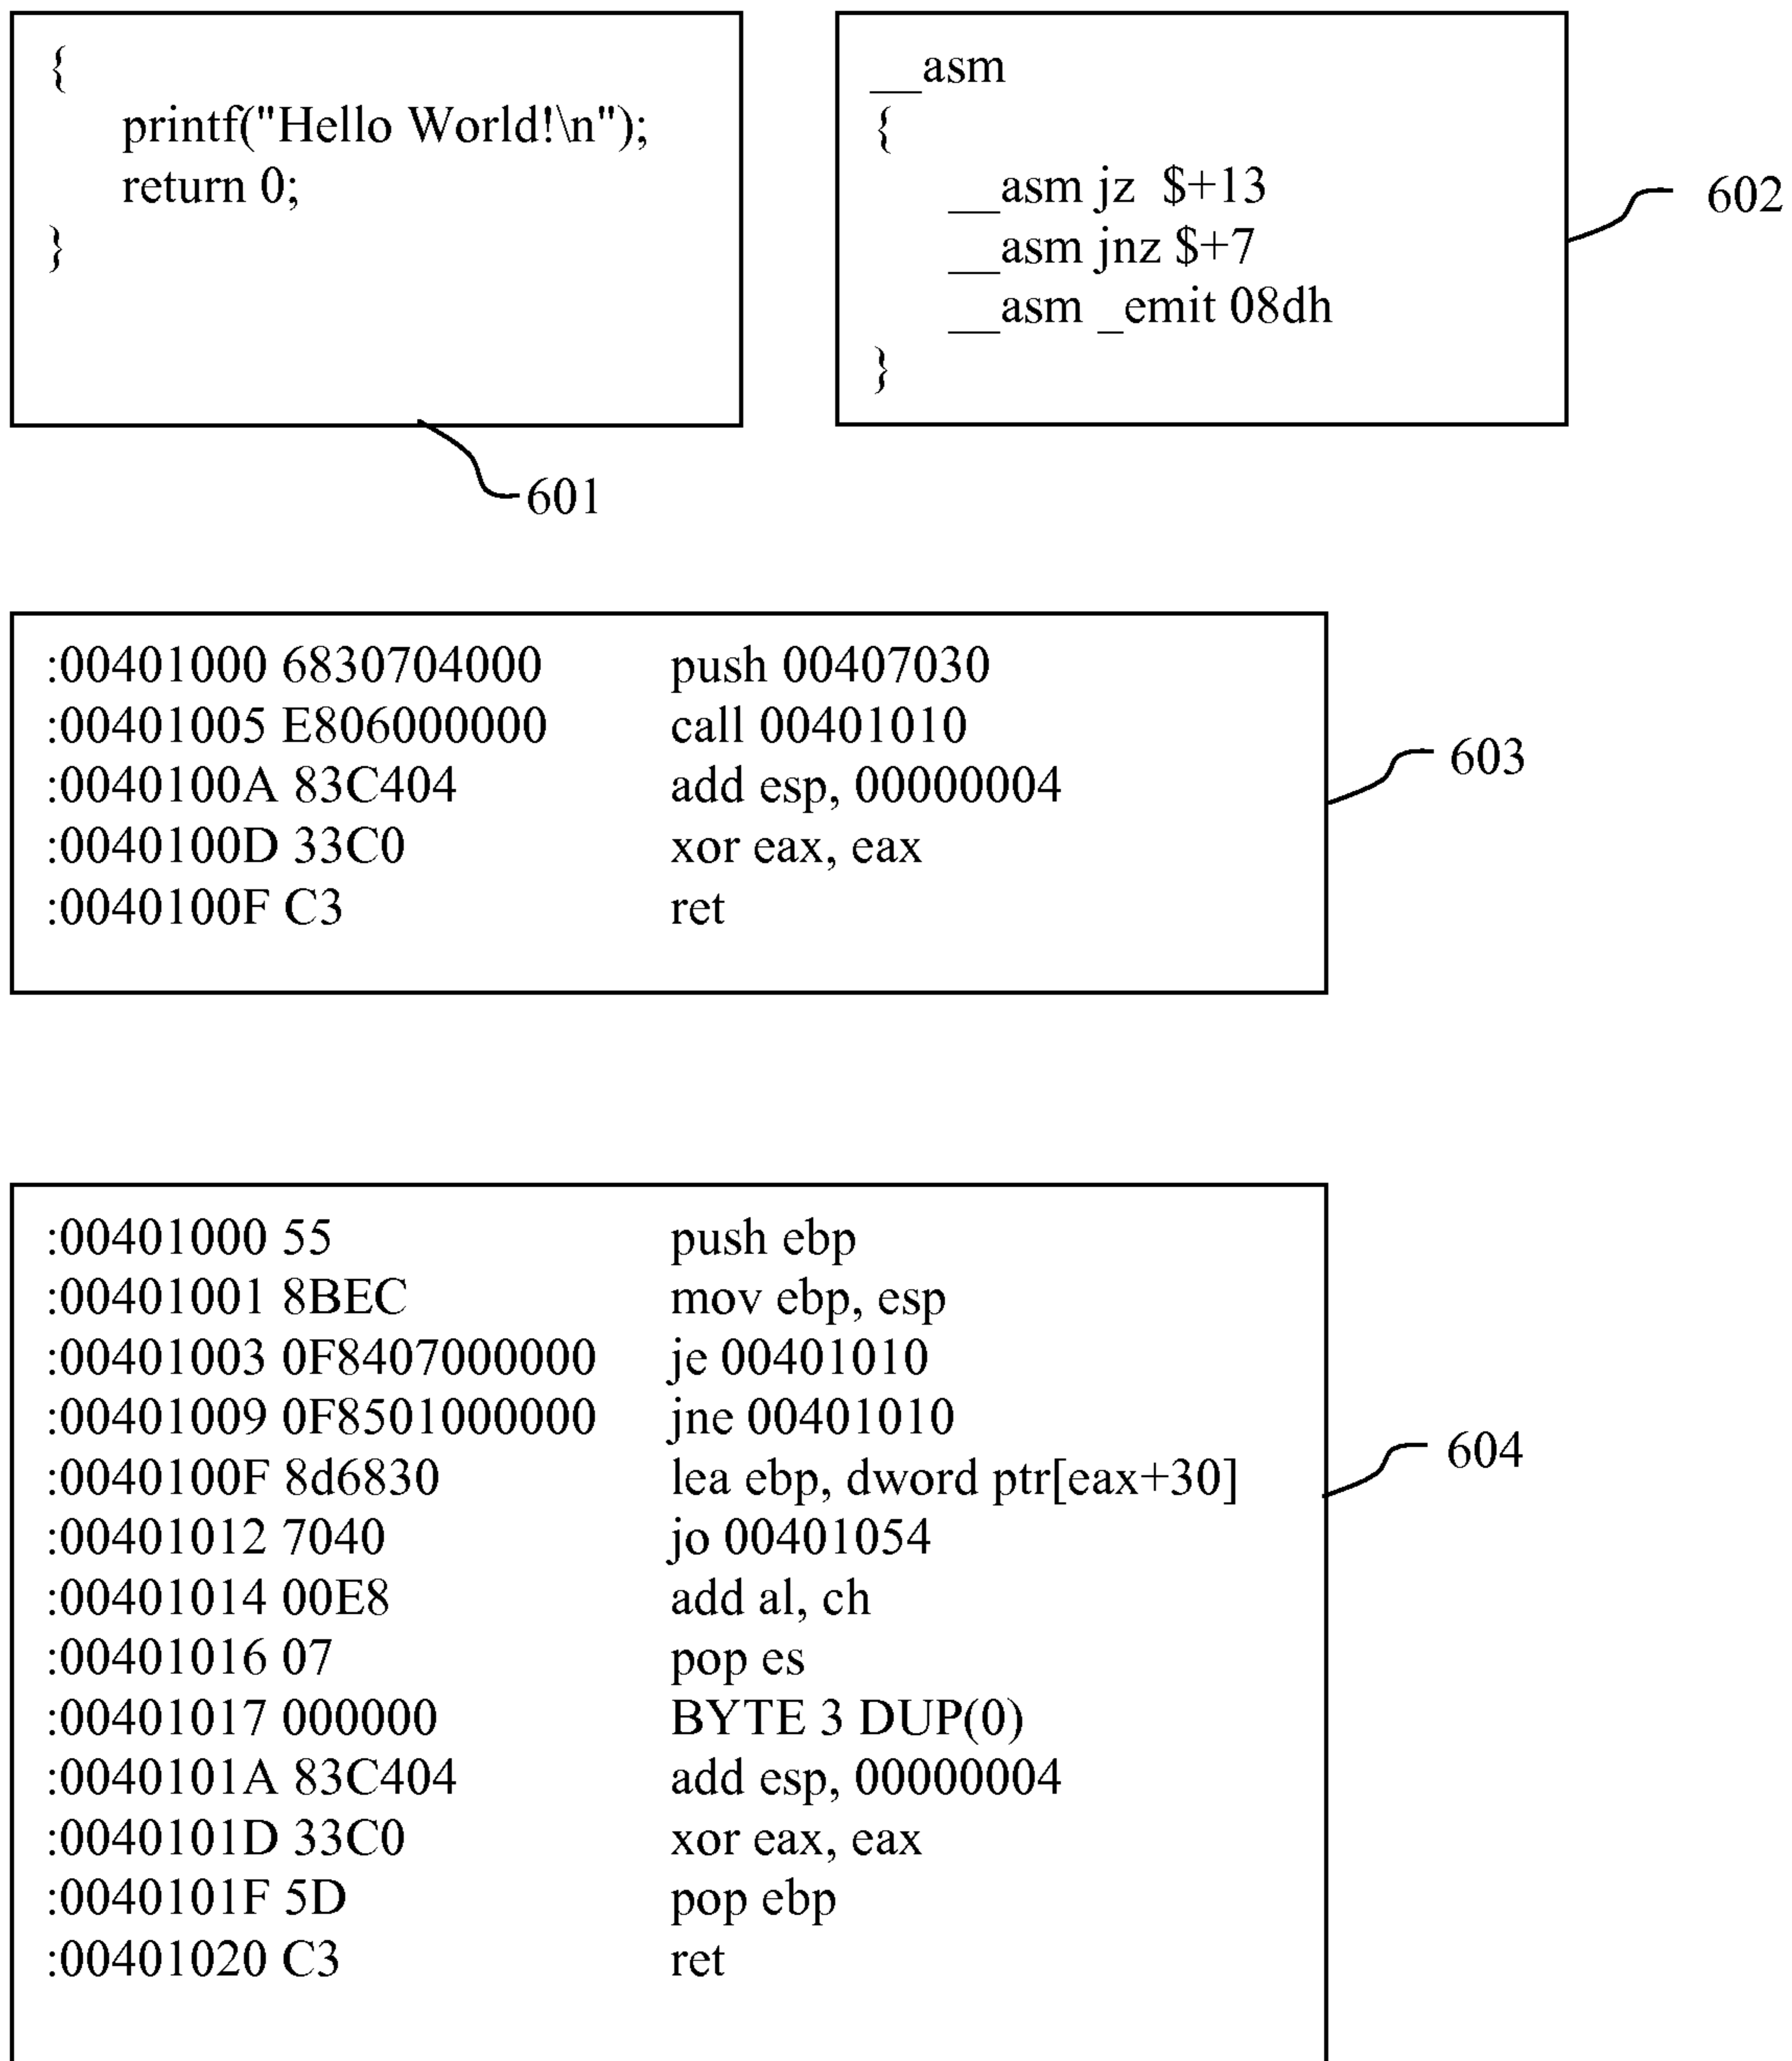 {
printf("Hello World!\n");
return 0;
}
601
__asm
{
__asm jz  $+13
__asm jnz $+7
__asm _emit 08dh
}
602
:00401000 6830704000 push 00407030
:00401005 E806000000 call 00401010
:0040100A 83C404 add esp, 00000004
:0040100D 33C0 xor eax, eax
:0040100F C3 ret
603
:00401000 55 push ebp
:00401001 8BEC mov ebp, esp
:00401003 0F8407000000 je 00401010
:00401009 0F8501000000 jne 00401010
:0040100F 8d6830 lea ebp, dword ptr[eax+30]
:00401012 7040 jo 00401054
:00401014 00E8 add al, ch
:00401016 07 pop es
:00401017 000000 BYTE 3 DUP(0)
:0040101A 83C404 add esp, 00000004
:0040101D 33C0 xor eax, eax
:0040101F 5D pop ebp
:00401020 C3 ret
604